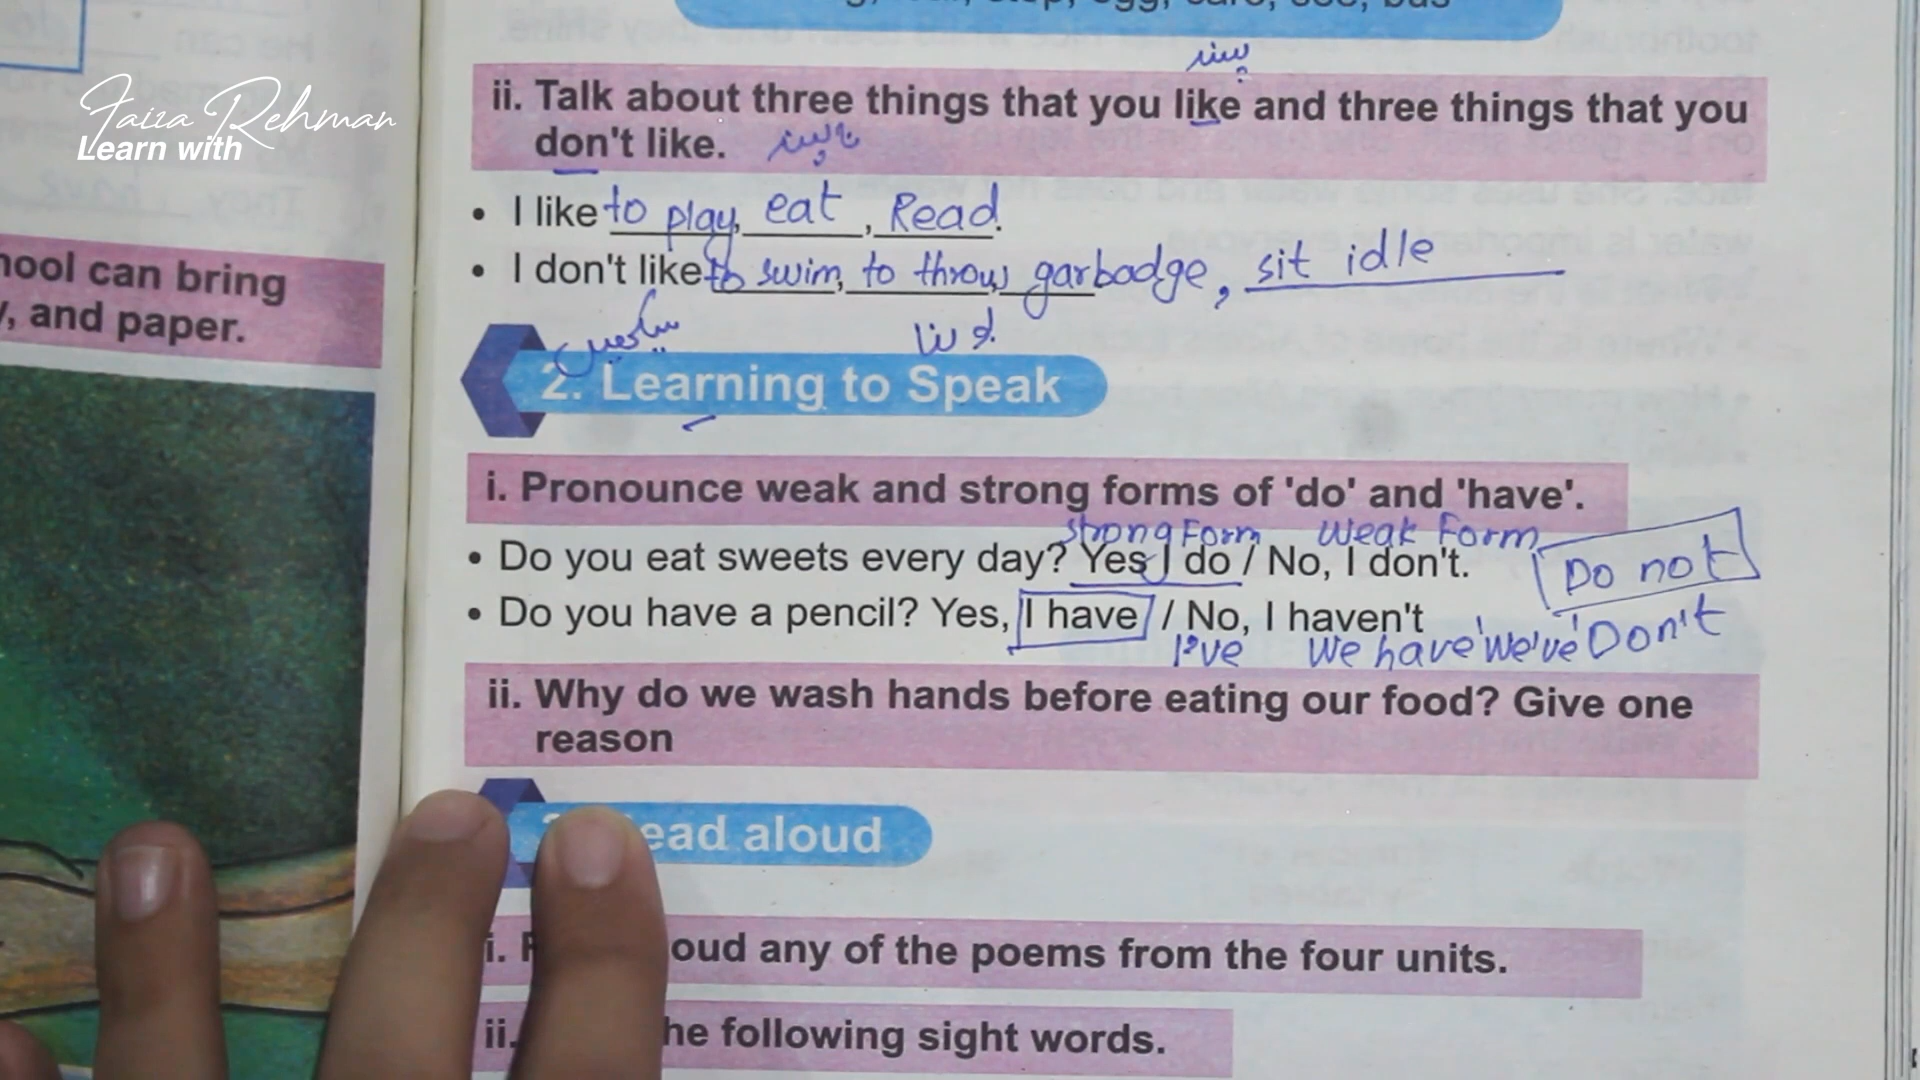 Faiza Rehman
Learn with
hool can bring
, and paper.
پسند
ii. Talk about three things that you like and three things that you
don't like. ناپسند
• I like to play, eat, Read.
• I don't like to swim, to throw garbadge, sit idle
2. Learning to Speak
i. Pronounce weak and strong forms of 'do' and 'have'.
strong Form weak Form
• Do you eat sweets every day? Yes I do / No, I don't. Do not
• Do you have a pencil? Yes, I have / No, I haven't
I've We have 'we've' Don't
ii. Why do we wash hands before eating our food? Give one
reason
ead aloud
i. R oud any of the poems from the four units.
ii. he following sight words.